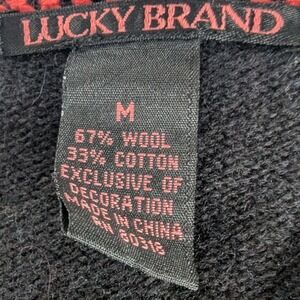 LUCKY BRAND
M
67% WOOL
33% COTTON
EXCLUSIVE OF
DECORATION
MADE IN CHINA
RN 80318